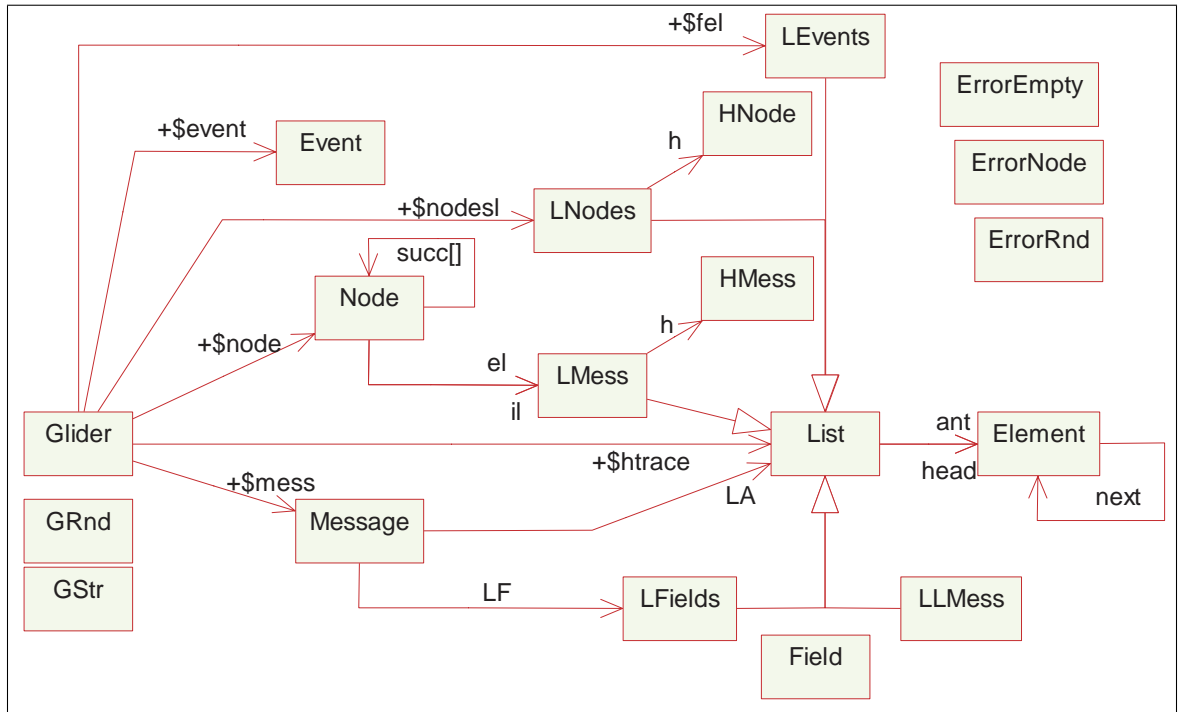 +$fel
LEvents
ErrorEmpty
HNode
+$event
Event
h
ErrorNode
+$nodesl
LNodes
ErrorRnd
succ[]
Node
HMess
h
+$node
el
LMess
il
Glider
List
ant
Element
+$htrace
head
+$mess
LA
next
GRnd
Message
GStr
LF
LFields
LLMess
Field